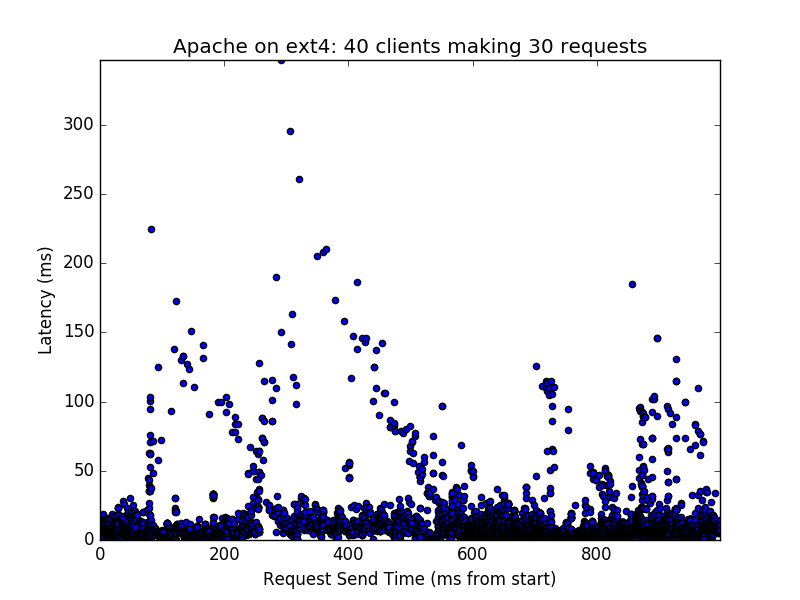 Apache on ext4: 40 clients making 30 requests
300
250
200
150
100
50
0
Latency (ms)
0 200 400 600 800
Request Send Time (ms from start)